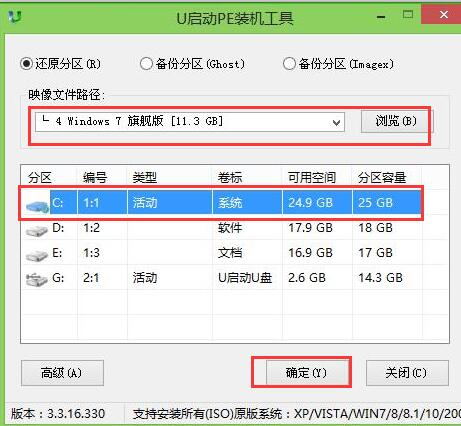 U启动PE装机工具
还原分区(R) 备份分区(Ghost) 备份分区(Imagex)
映像文件路径:
└ 4 Windows 7 旗舰版 [11.3 GB] 浏览(B)
分区 编号 类型 卷标 可用空间 分区容量
C: 1:1 活动 系统 24.9 GB 25 GB
D: 1:2 软件 17.9 GB 18 GB
E: 1:3 文档 16.9 GB 17 GB
G: 2:1 活动 U启动U盘 2.6 GB 14.3 GB
高级(A) 确定(Y) 关闭(C)
版本:3.3.16.330 支持安装所有(ISO)原版系统:XP/VISTA/WIN7/8/8.1/10/200